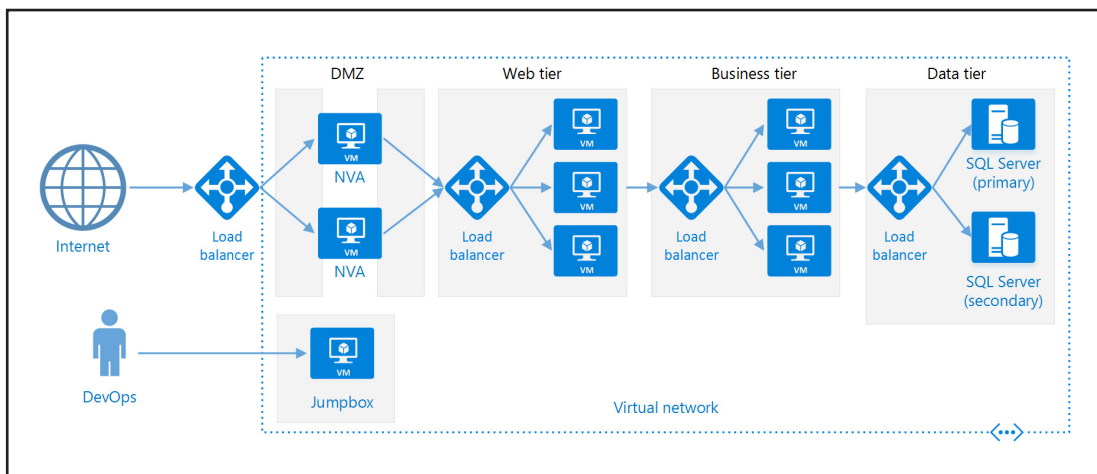 DMZ
Web tier
Business tier
Data tier
Internet
Load
balancer
VM
NVA
VM
NVA
Load
balancer
VM
VM
VM
Load
balancer
VM
VM
VM
Load
balancer
SQL Server
(primary)
SQL Server
(secondary)
DevOps
VM
Jumpbox
Virtual network